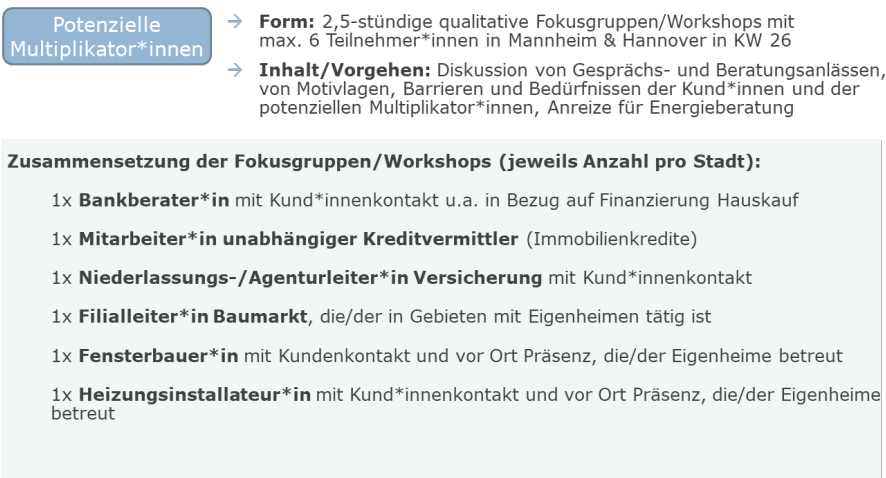 Potenzielle
Multiplikator*innen
→ Form: 2,5-stündige qualitative Fokusgruppen/Workshops mit
max. 6 Teilnehmer*innen in Mannheim & Hannover in KW 26
→ Inhalt/Vorgehen: Diskussion von Gesprächs- und Beratungsanlässen,
von Motivlagen, Barrieren und Bedürfnissen der Kund*innen und der
potenziellen Multiplikator*innen, Anreize für Energieberatung
Zusammensetzung der Fokusgruppen/Workshops (jeweils Anzahl pro Stadt):
1x Bankberater*in mit Kund*innenkontakt u.a. in Bezug auf Finanzierung Hauskauf
1x Mitarbeiter*in unabhängiger Kreditvermittler (Immobilienkredite)
1x Niederlassungs-/Agenturleiter*in Versicherung mit Kund*innenkontakt
1x Filialleiter*in Baumarkt, die/der in Gebieten mit Eigenheimen tätig ist
1x Fensterbauer*in mit Kundenkontakt und vor Ort Präsenz, die/der Eigenheime betreut
1x Heizungsinstallateur*in mit Kund*innenkontakt und vor Ort Präsenz, die/der Eigenheime
betreut